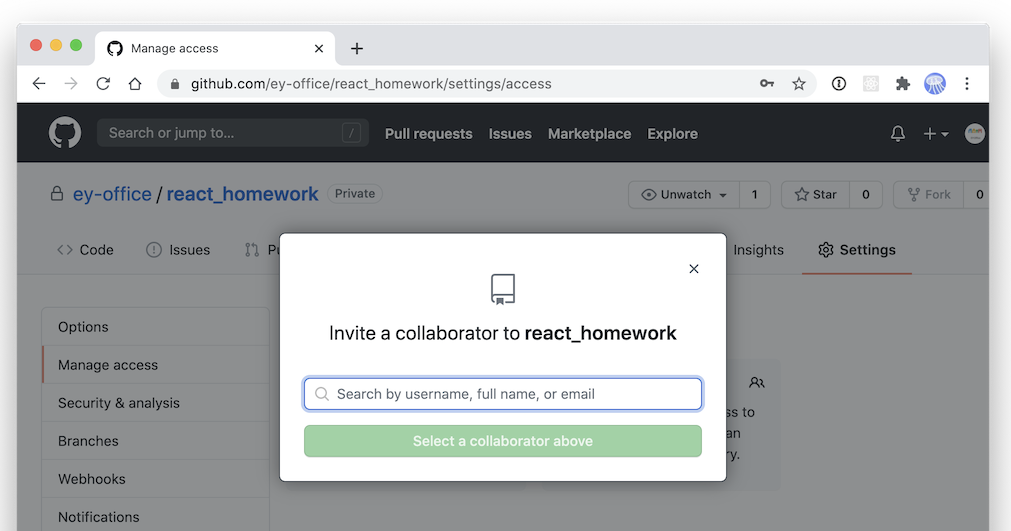 Manage access
github.com/ey-office/react_homework/settings/access
Search or jump to...
/
Pull requests
Issues
Marketplace
Explore
ey-office / react_homework
Private
Unwatch
1
Star
0
Fork
0
Code
Issues
Insights
Settings
Invite a collaborator to react_homework
Search by username, full name, or email
Select a collaborator above
Options
Manage access
Security & analysis
Branches
Webhooks
Notifications
ss to
an
ry.